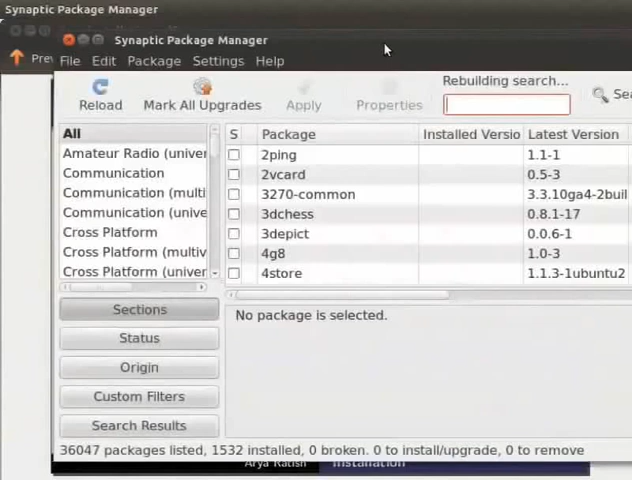 Synaptic Package Manager
Prev
Synaptic Package Manager
File Edit Package Settings Help
Rebuilding search...
Reload Mark All Upgrades Apply Properties
All
Amateur Radio (univer
Communication
Communication (multi
Communication (unive
Cross Platform
Cross Platform (multiv
Cross Platform (univer
S Package Installed Versio Latest Version
2ping 1.1-1
2vcard 0.5-3
3270-common 3.3.10ga4-2buil
3dchess 0.8.1-17
3depict 0.0.6-1
4g8 1.0-3
4store 1.1.3-1ubuntu2
Sections
Status
Origin
Custom Filters
Search Results
No package is selected.
36047 packages listed, 1532 installed, 0 broken. 0 to install/upgrade, 0 to remove
Arya Ratish Installation